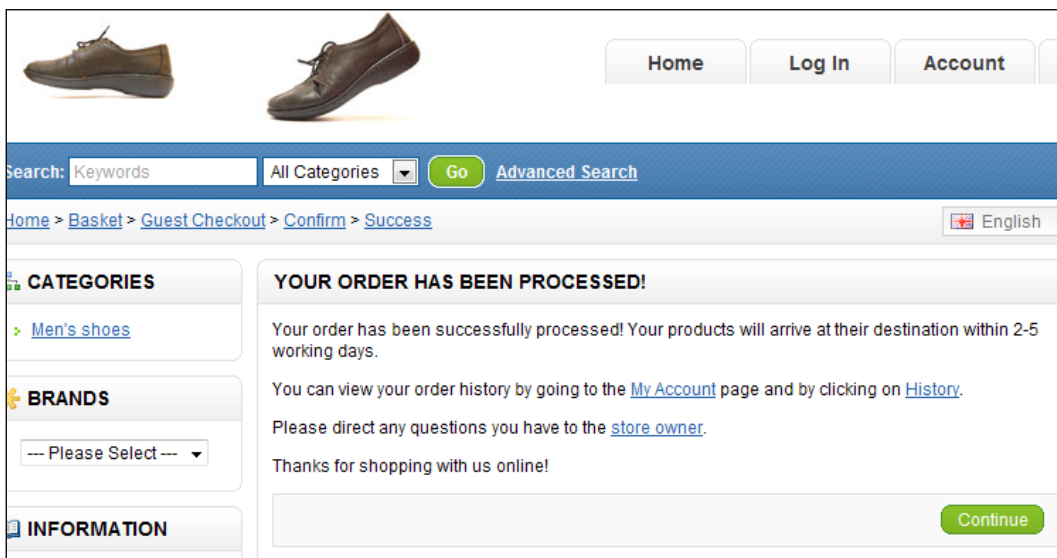 Home Log In Account
Search: Keywords All Categories Go Advanced Search
Home > Basket > Guest Checkout > Confirm > Success
English
CATEGORIES
Men's shoes
BRANDS
--- Please Select ---
INFORMATION
YOUR ORDER HAS BEEN PROCESSED!
Your order has been successfully processed! Your products will arrive at their destination within 2-5
working days.
You can view your order history by going to the My Account page and by clicking on History.
Please direct any questions you have to the store owner.
Thanks for shopping with us online!
Continue